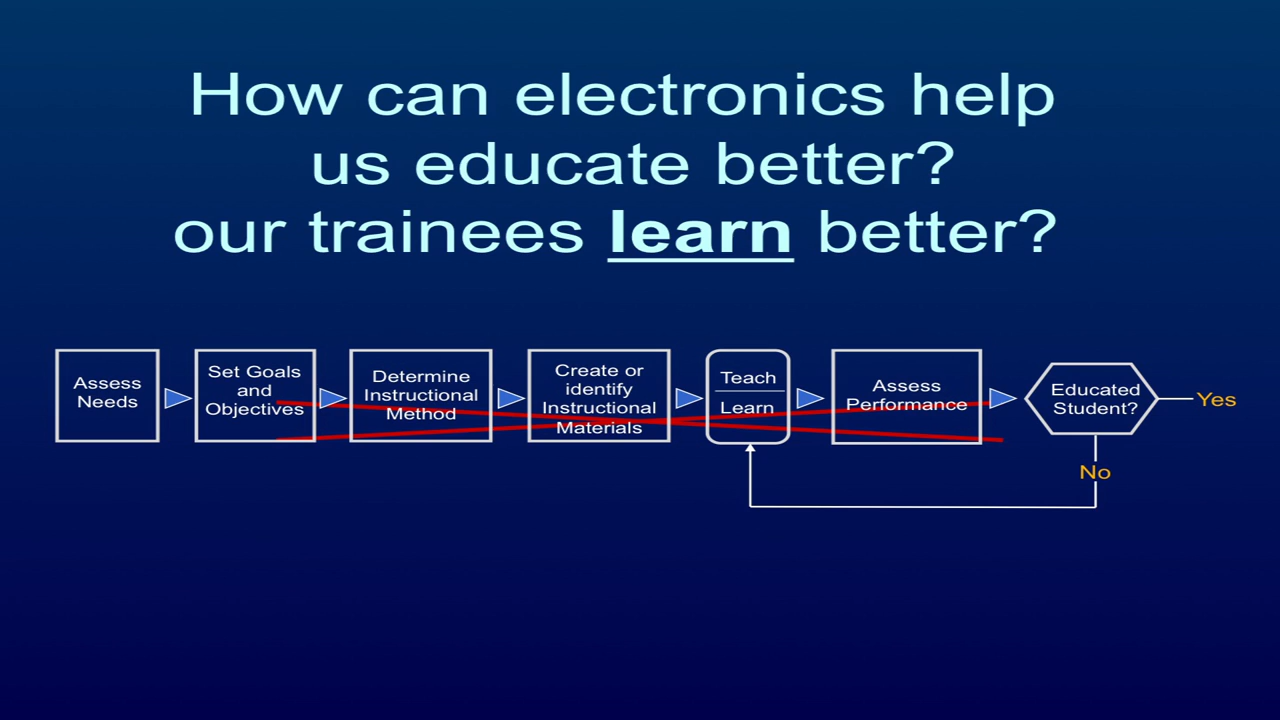 How can electronics help
us educate better?
our trainees learn better?
Assess
Needs
Set Goals
and
Objectives
Determine
Instructional
Method
Create or
identify
Instructional
Materials
Teach
Learn
Assess
Performance
Educated
Student?
Yes
No